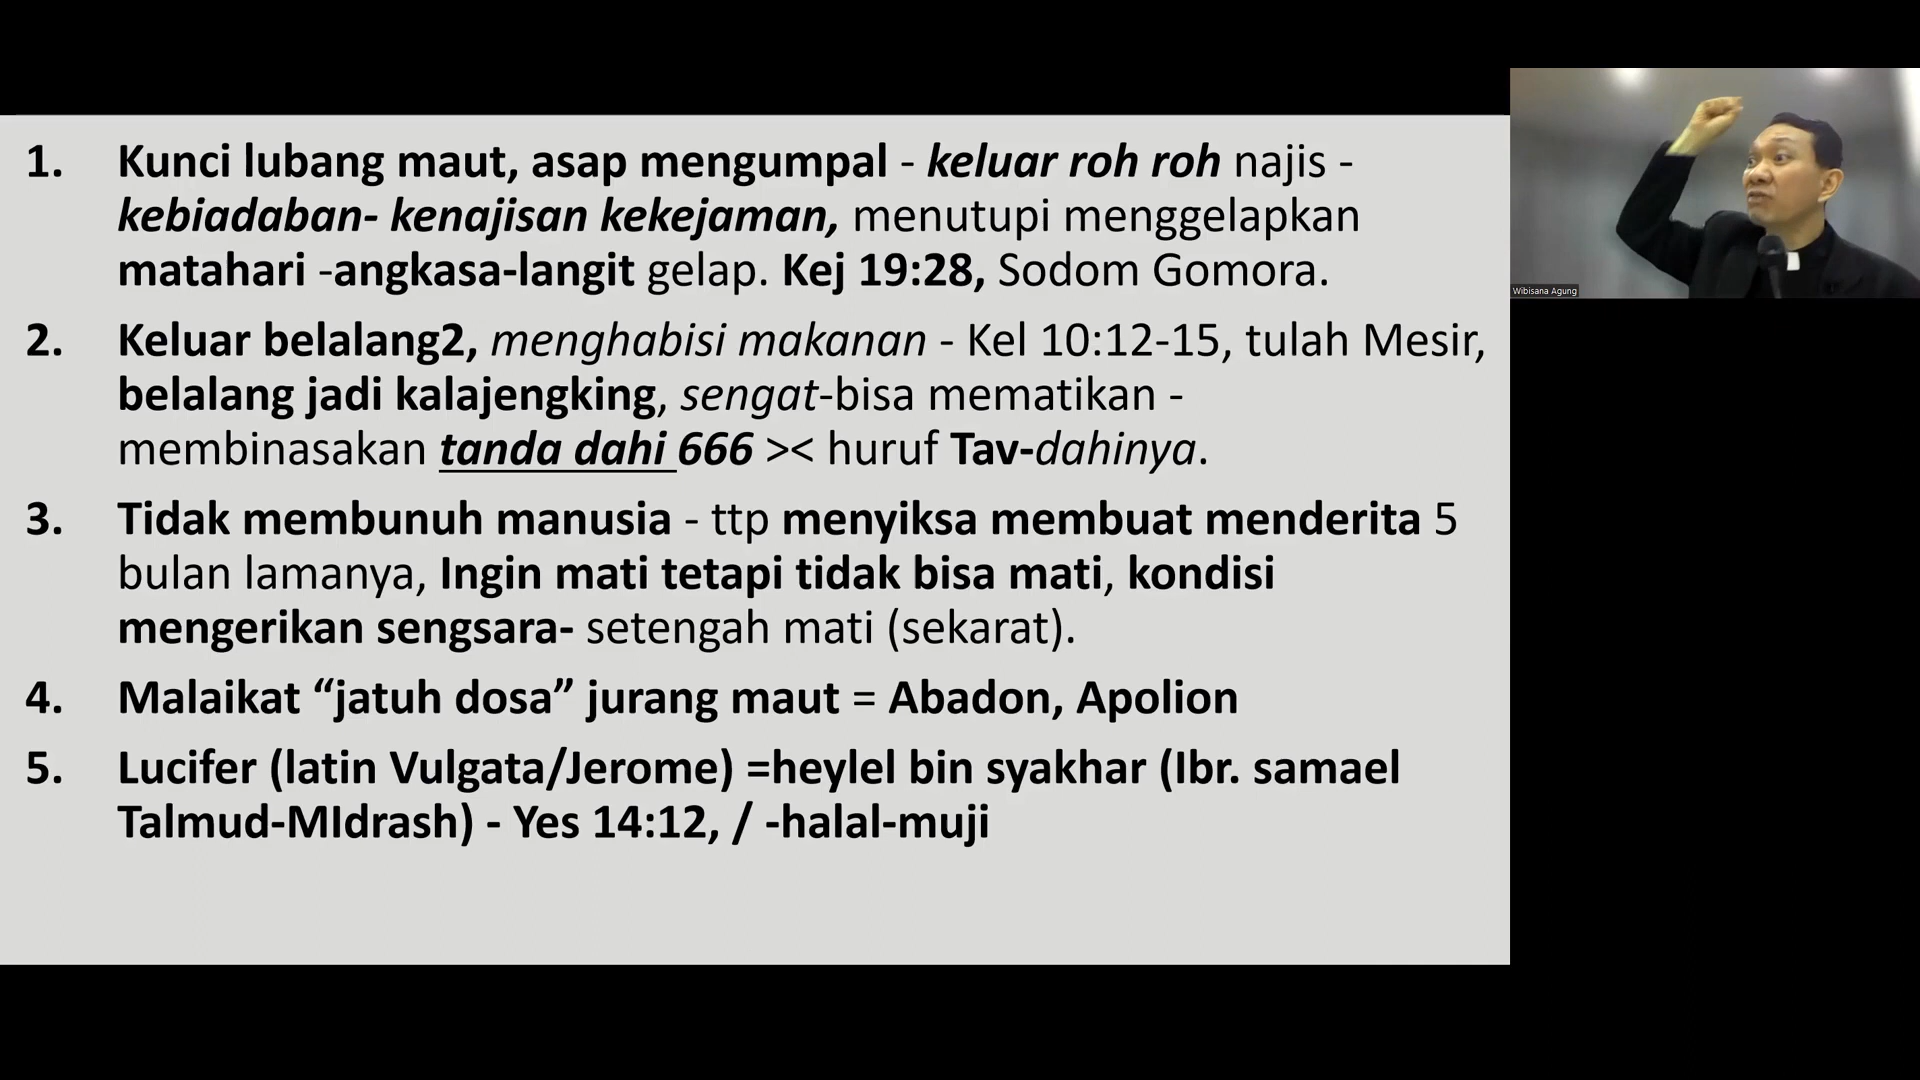 1. Kunci lubang maut, asap mengumpal - keluar roh roh najis -
kebiadaban- kenajisan kekejaman, menutupi menggelapkan
matahari -angkasa-langit gelap. Kej 19:28, Sodom Gomora.
2. Keluar belalang2, menghabisi makanan - Kel 10:12-15, tulah Mesir,
belalang jadi kalajengking, sengat-bisa mematikan -
membinasakan tanda dahi 666 >< huruf Tav-dahinya.
3. Tidak membunuh manusia - ttp menyiksa membuat menderita 5
bulan lamanya, Ingin mati tetapi tidak bisa mati, kondisi
mengerikan sengsara- setengah mati (sekarat).
4. Malaikat “jatuh dosa” jurang maut = Abadon, Apolion
5. Lucifer (latin Vulgata/Jerome) =heylel bin syakhar (Ibr. samael
Talmud-MIdrash) - Yes 14:12, / -halal-muji
Wibisana Agung